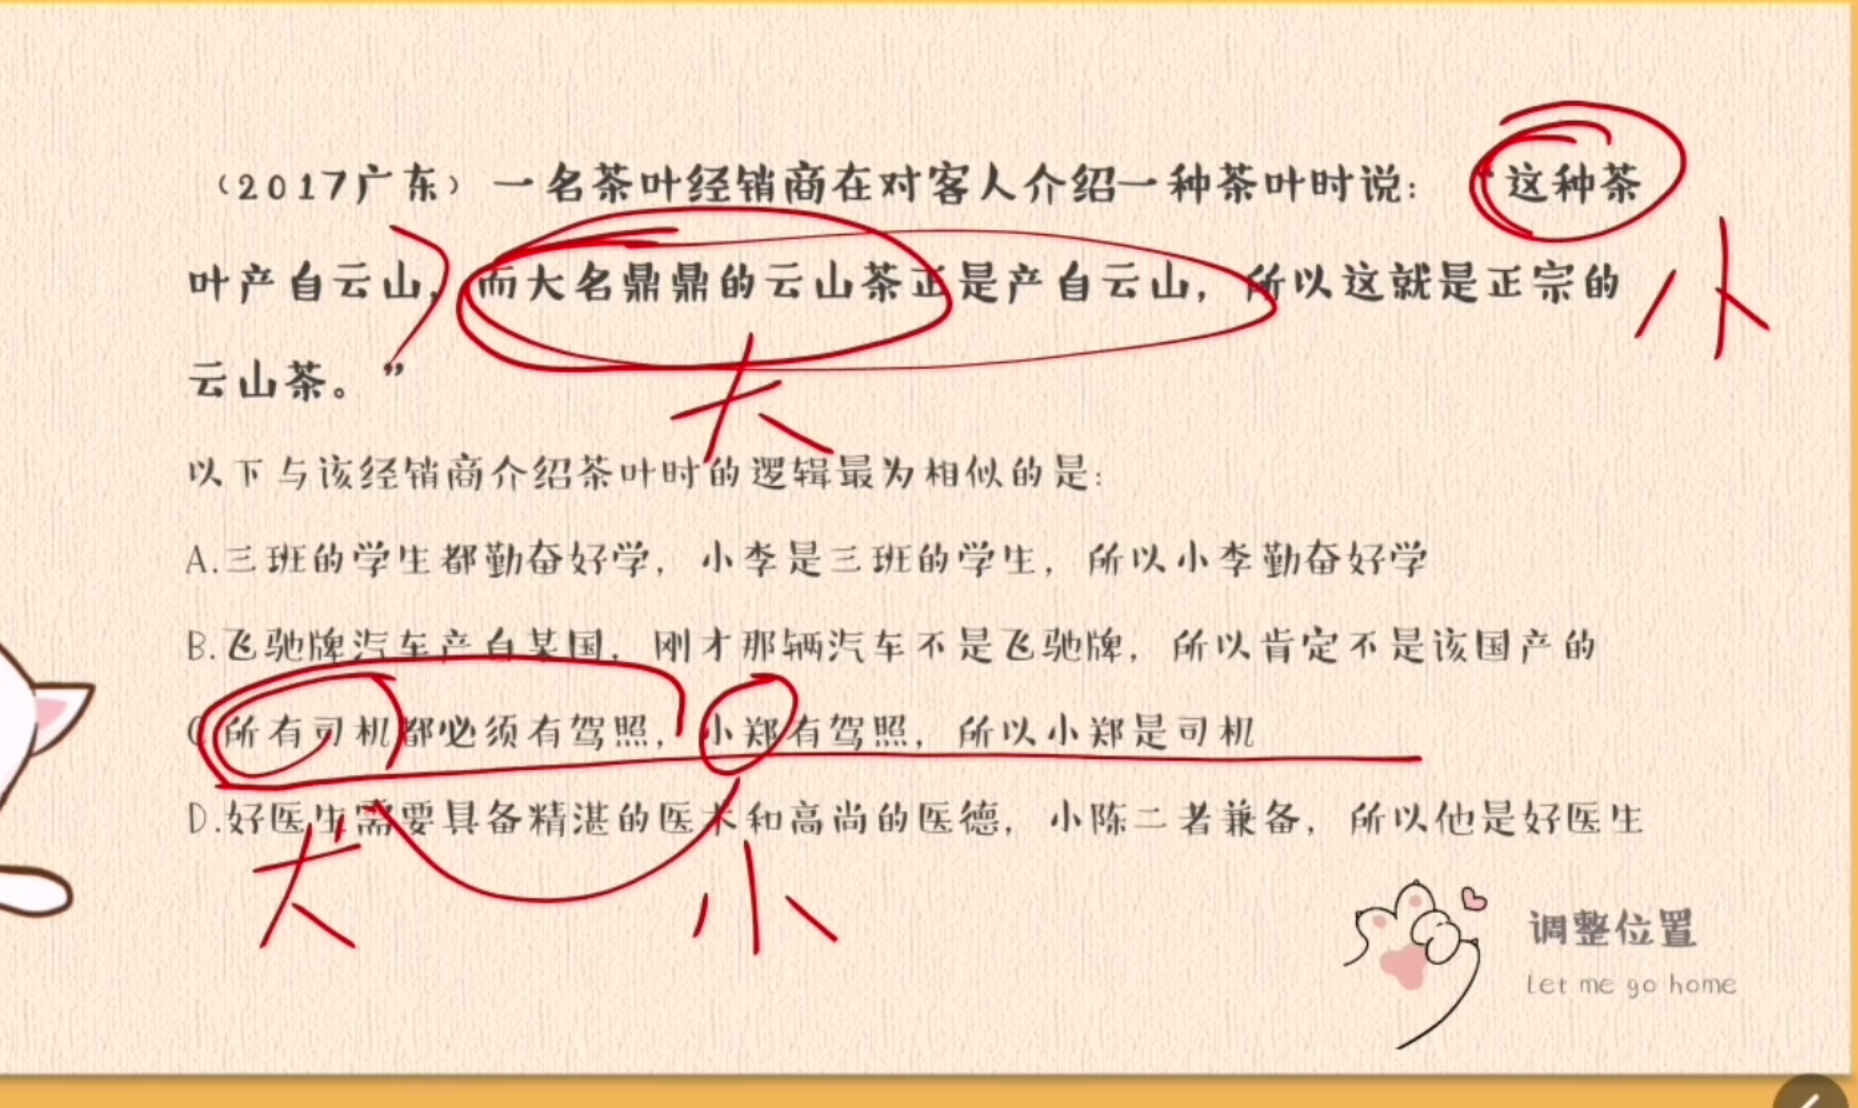 （2017广东）一名茶叶经销商在对客人介绍一种茶叶时说：“这种茶
叶产自云山，而大名鼎鼎的云山茶正是产自云山，所以这就是正宗的
云山茶。”
小
大
以下与该经销商介绍茶叶时的逻辑最为相似的是：
A.三班的学生都勤奋好学，小李是三班的学生，所以小李勤奋好学
B.飞驰牌汽车产自某国，刚才那辆汽车不是飞驰牌，所以肯定不是该国产的
C.所有司机都必须有驾照，小郑有驾照，所以小郑是司机
D.好医生需要具备精湛的医术和高尚的医德，小陈二者兼备，所以他是好医生
大
小
调整位置
Let me go home